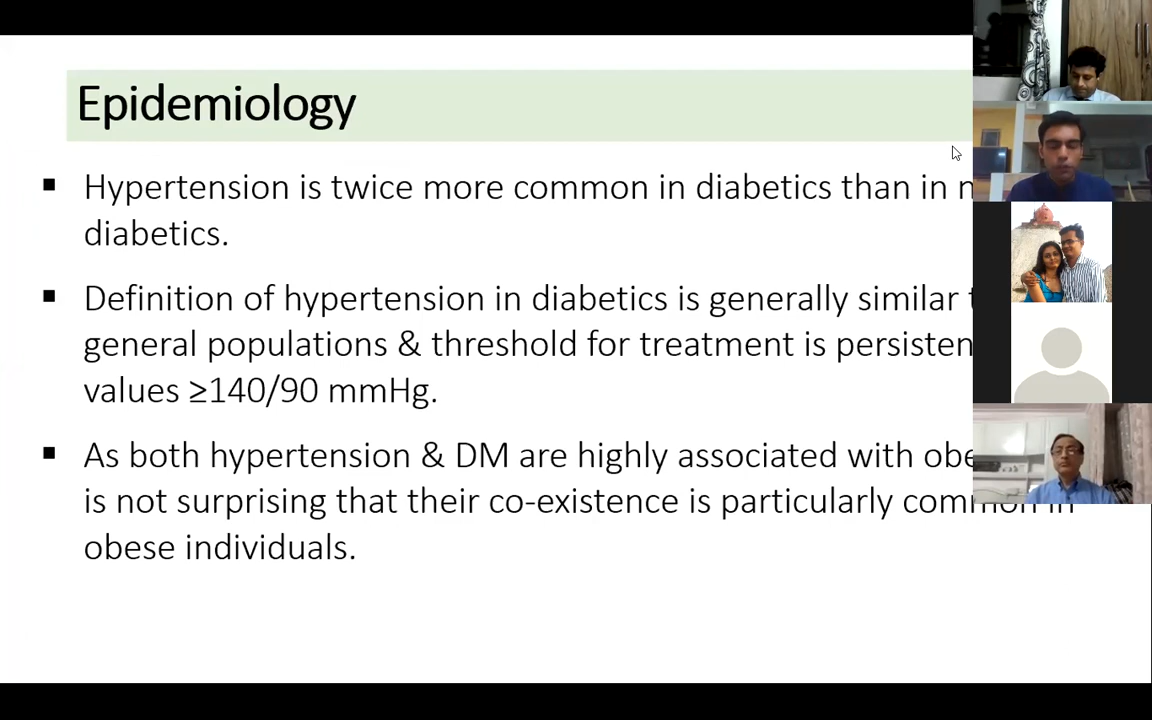 Epidemiology
▪ Hypertension is twice more common in diabetics than in
diabetics.
▪ Definition of hypertension in diabetics is generally similar
general populations & threshold for treatment is
values ≥140/90 mmHg.
▪ As both hypertension & DM are highly associated with
is not surprising that their co-existence is particularly common in
obese individuals.